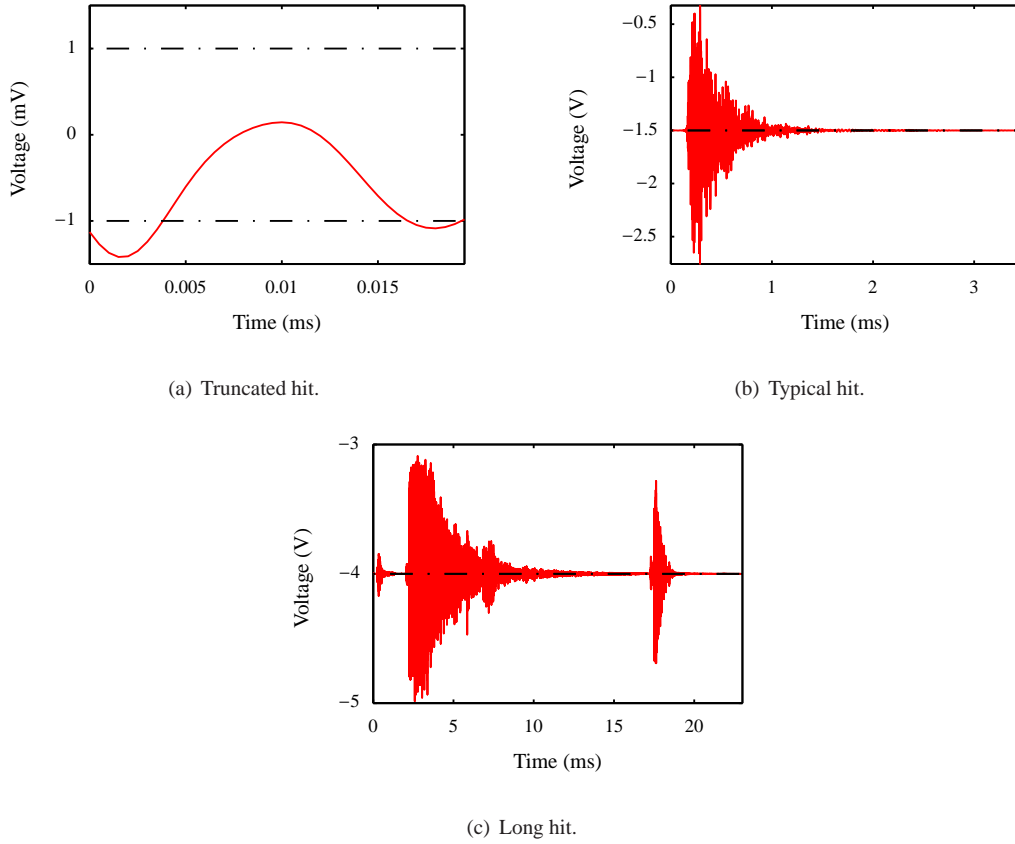 Voltage (mV)
1
0
−1
0
0.005
0.01
0.015
Time (ms)
(a) Truncated hit.
Voltage (V)
−0.5
−1
−1.5
−2
−2.5
0
1
2
3
Time (ms)
(b) Typical hit.
Voltage (V)
−3
−4
−5
0
5
10
15
20
Time (ms)
(c) Long hit.